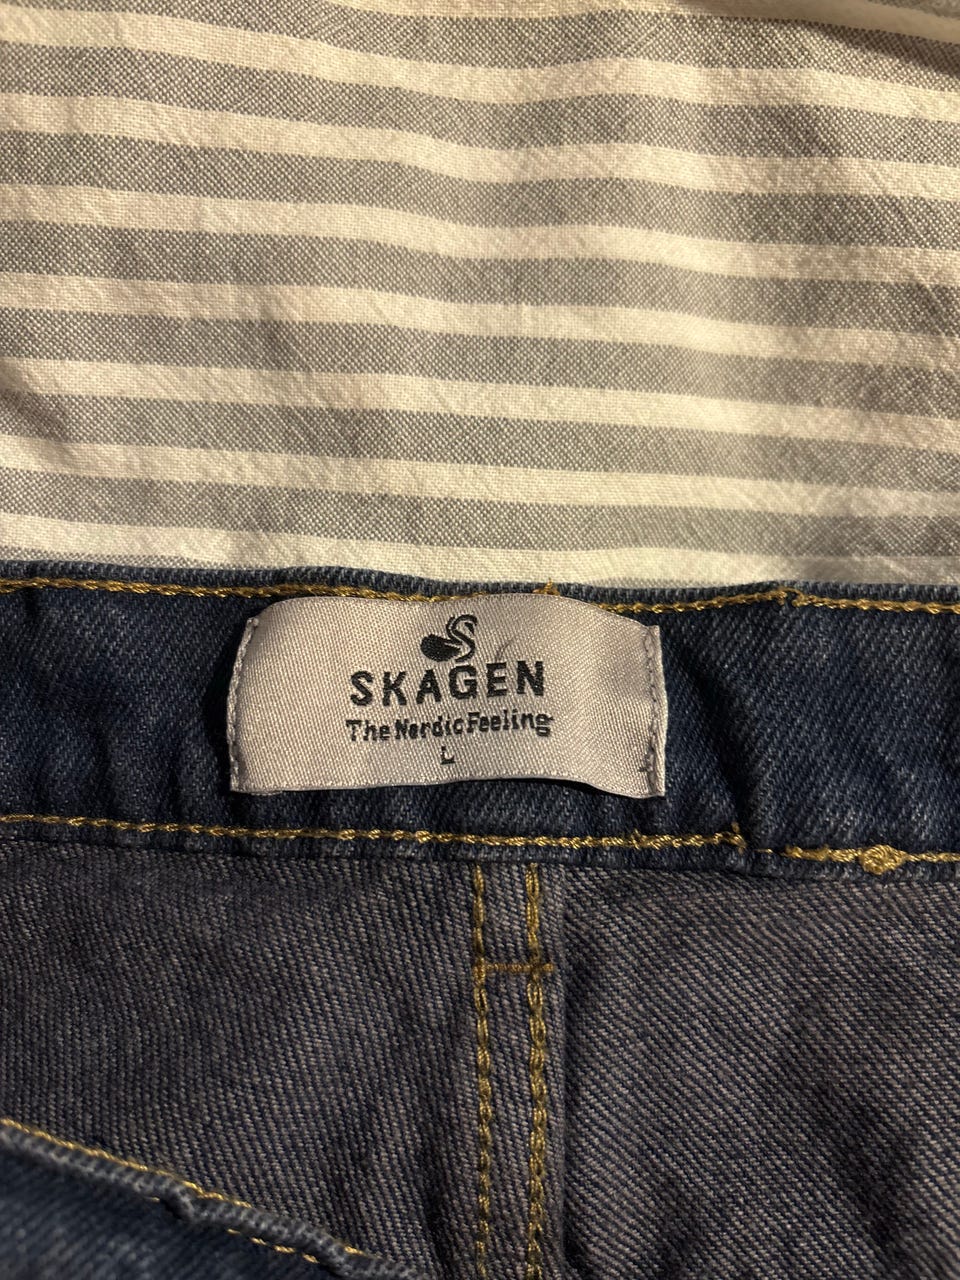 SKAGEN
The Nordic Feeling
L